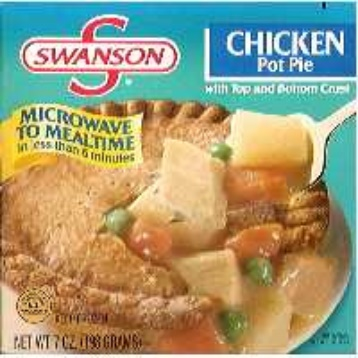 SWANSON
CHICKEN
Pot Pie
with Top and Bottom Crust
MICROWAVE
TO MEALTIME
in less than 6 minutes
NET WT 7 OZ. (198 GRAMS)